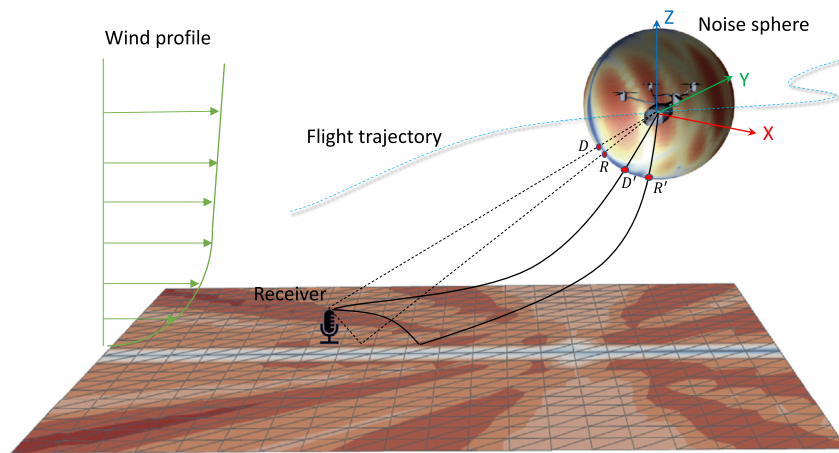 Z
Noise sphere
Wind profile
Y
X
Flight trajectory
D
R
D'
R'
Receiver